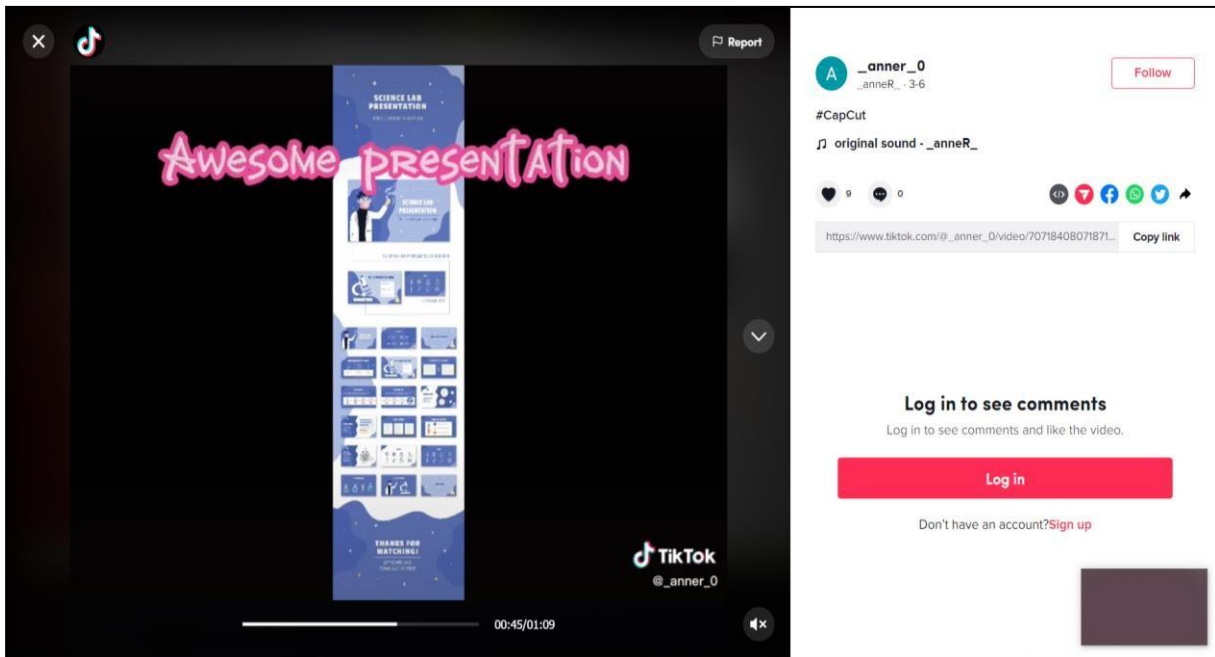 Report
SCIENCE LAB
PRESENTATION
AWESOME PRESENTATION
SCIENCE LAB
PRESENTATION
THANKS FOR
WATCHING!
TikTok
@_anner_0
00:45/01:09
A
_anner_0
_anneR_ · 3-6
Follow
#CapCut
original sound - _anneR_
9
0
https://www.tiktok.com/@_anner_0/video/70718408071871...
Copy link
Log in to see comments
Log in to see comments and like the video.
Log in
Don't have an account?Sign up